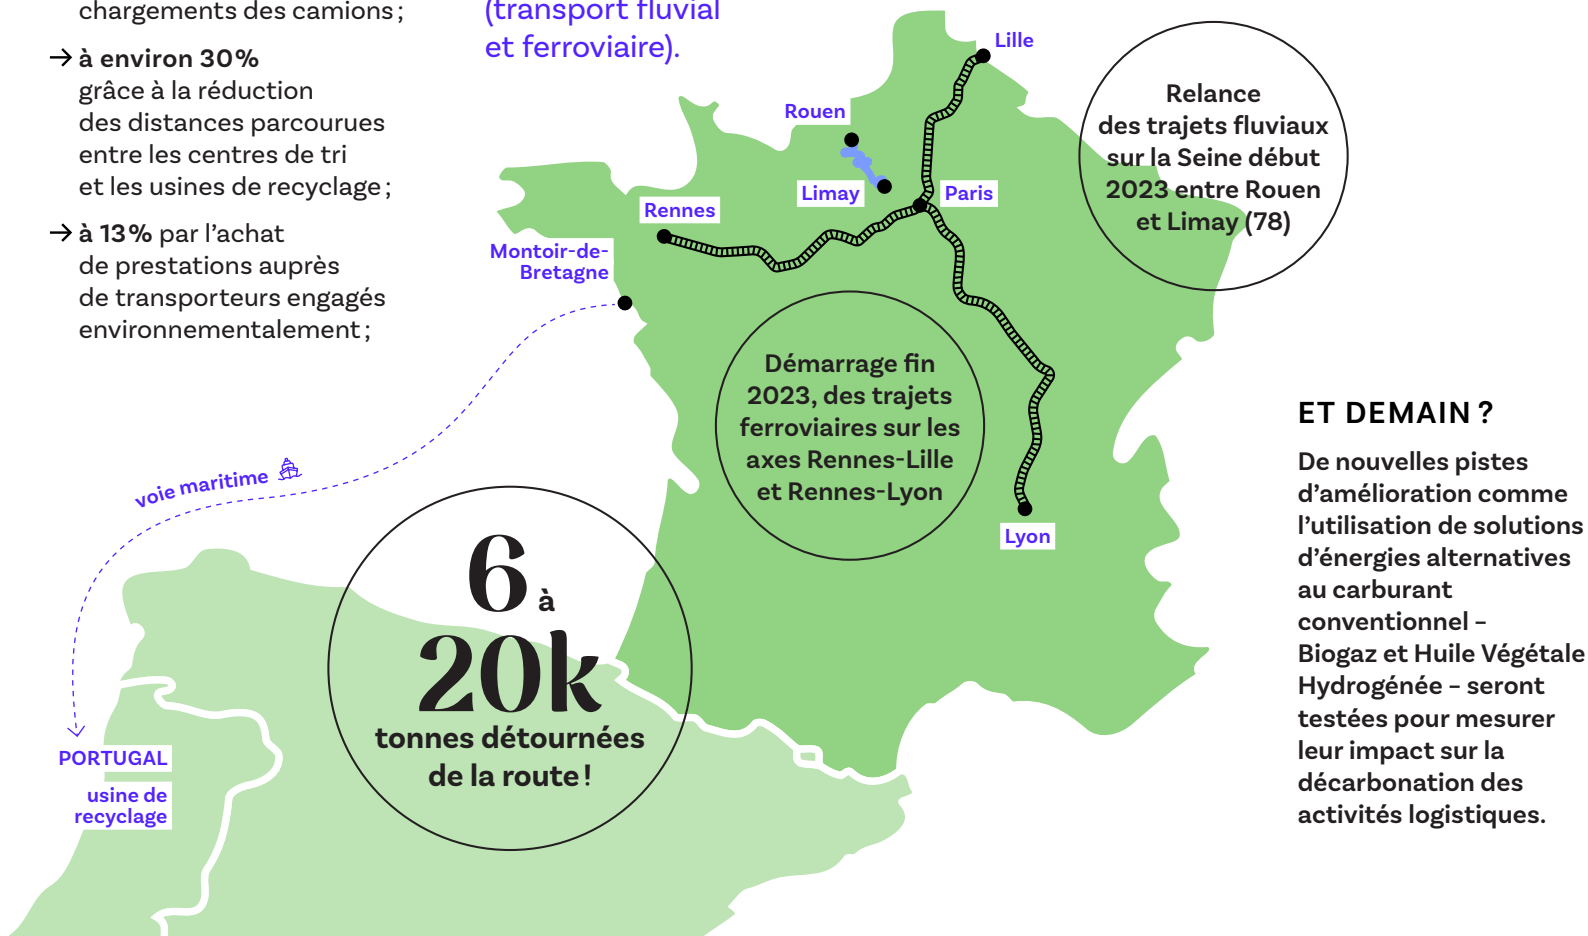 chargements des camions ;
→ à environ 30 %
grâce à la réduction
des distances parcourues
entre les centres de tri
et les usines de recyclage ;
→ à 13 % par l’achat
de prestations auprès
de transporteurs engagés
environnementalement ;
(transport fluvial
et ferroviaire).
Lille
Rouen
Limay
Paris
Rennes
Montoir-de-
Bretagne
Lyon
Relance
des trajets fluviaux
sur la Seine début
2023 entre Rouen
et Limay (78)
Démarrage fin
2023, des trajets
ferroviaires sur les
axes Rennes-Lille
et Rennes-Lyon
voie maritime
6 à
20k
tonnes détournées
de la route !
PORTUGAL
usine de
recyclage
ET DEMAIN ?
De nouvelles pistes
d’amélioration comme
l’utilisation de solutions
d’énergies alternatives
au carburant
conventionnel –
Biogaz et Huile Végétale
Hydrogénée – seront
testées pour mesurer
leur impact sur la
décarbonation des
activités logistiques.